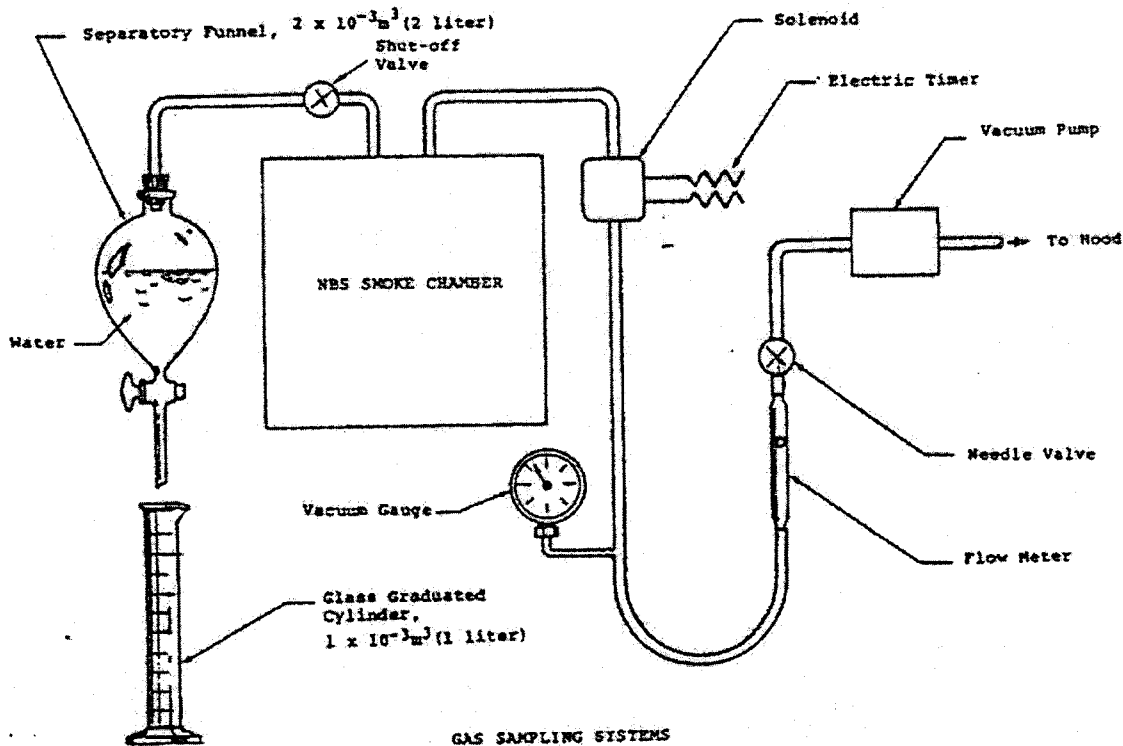 Separatory Funnel, 2 x 10⁻³m³(2 liter)
Shut-off
Valve
Solenoid
Electric Timer
Vacuum Pump
To Hood
NBS SMOKE CHAMBER
Water
Needle Valve
Vacuum Gauge
Flow Meter
Glass Graduated
Cylinder,
1 x 10⁻³m³(1 liter)
GAS SAMPLING SYSTEMS